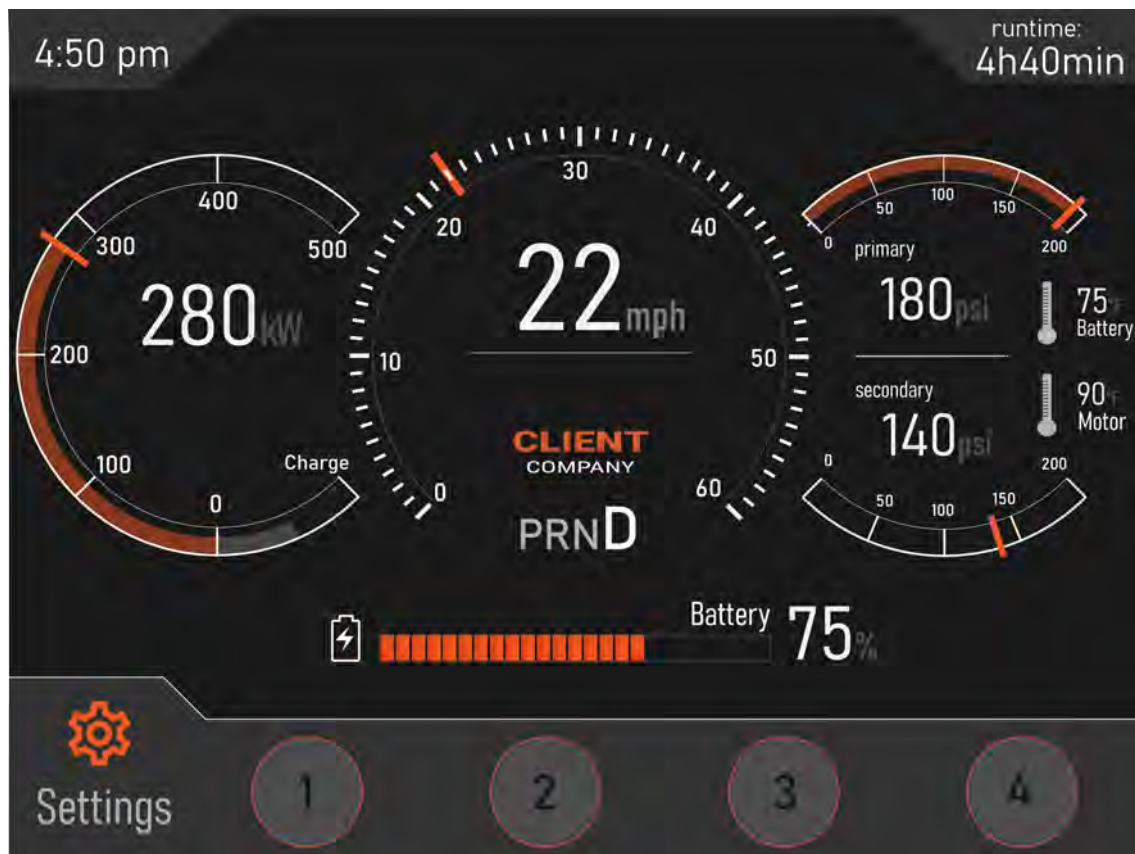 4:50 pm
runtime:
4h40min
400
300
500
200
100
0
Charge
280kW
30
20
40
10
50
0
60
22mph
CLIENT
COMPANY
PRND
0
50
100
150
200
primary
180psi
secondary
140psi
0
50
100
150
200
75°F
Battery
90°F
Motor
Battery 75%
Settings
1
2
3
4